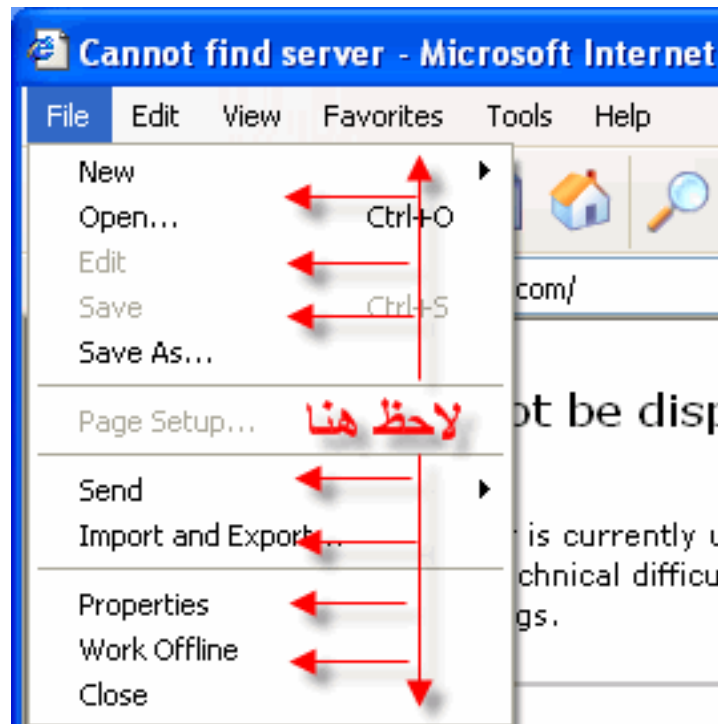 Cannot find server - Microsoft Internet
File Edit View Favorites Tools Help
New
Open... Ctrl+O
Edit
Save Ctrl+S
Save As...
Page Setup...
لاحظ هنا
Send
Import and Export...
Properties
Work Offline
Close
com/
ot be disp
is currently
chnical difficu
gs.